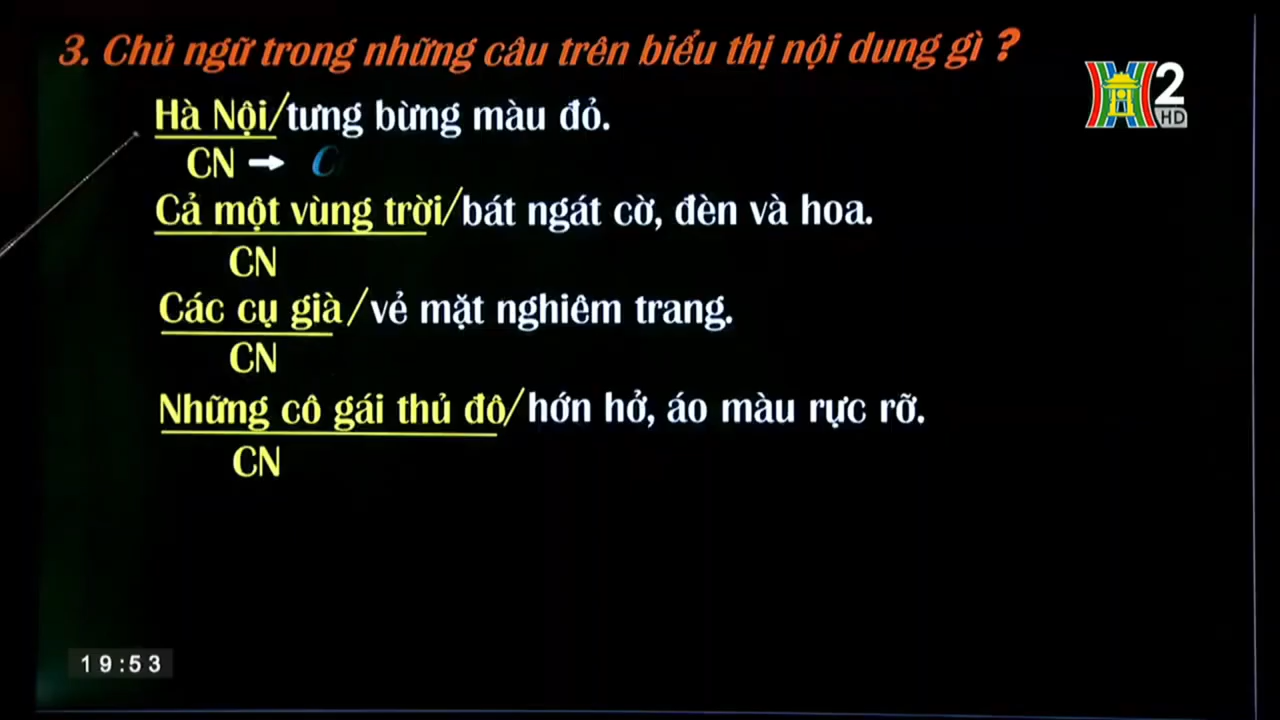 3. Chủ ngữ trong những câu trên biểu thị nội dung gì ?
Hà Nội/tưng bừng màu đỏ.
CN → C
Cả một vùng trời/bát ngát cờ, đèn và hoa.
CN
Các cụ già/vẻ mặt nghiêm trang.
CN
Những cô gái thủ đô/hớn hở, áo màu rực rỡ.
CN
H2
HD
19:53